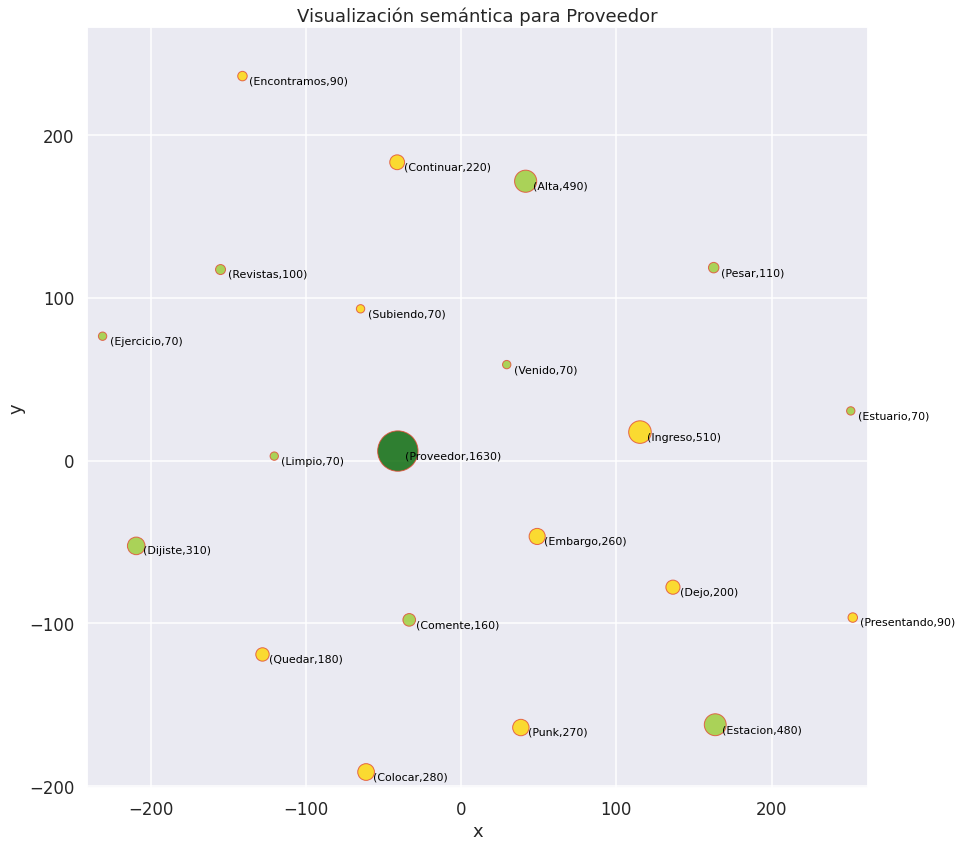 Visualización semántica para Proveedor
(Encontramos,90)
(Continuar,220)
(Alta,490)
(Revistas,100)
(Pesar,110)
(Subiendo,70)
(Ejercicio,70)
(Venido,70)
(Estuario,70)
(Ingreso,510)
(Proveedor,1630)
(Limpio,70)
(Dijiste,310)
(Embargo,260)
(Dejo,200)
(Comente,160)
(Presentando,90)
(Quedar,180)
(Punk,270)
(Estacion,480)
(Colocar,280)
y
200
100
0
−100
−200
−200
−100
0
100
200
x